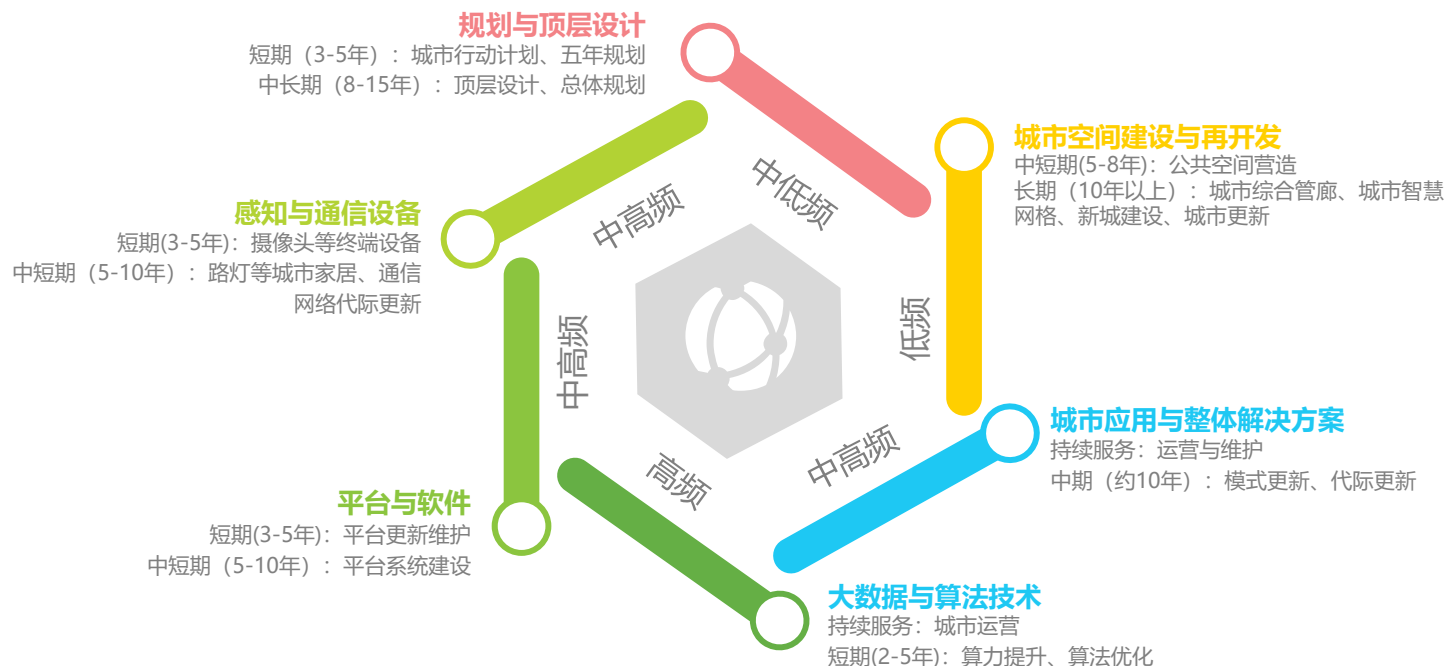 规划与顶层设计
短期（3-5年）：城市行动计划、五年规划
中长期（8-15年）：顶层设计、总体规划
中低频
城市空间建设与再开发
中短期(5-8年)：公共空间营造
长期（10年以上）：城市综合管廊、城市智慧
网格、新城建设、城市更新
低频
城市应用与整体解决方案
持续服务：运营与维护
中期（约10年）：模式更新、代际更新
中高频
大数据与算法技术
持续服务：城市运营
短期(2-5年)：算力提升、算法优化
高频
平台与软件
短期(3-5年)：平台更新维护
中短期（5-10年）：平台系统建设
中高频
感知与通信设备
短期(3-5年)：摄像头等终端设备
中短期（5-10年）：路灯等城市家居、通信
网络代际更新
中高频